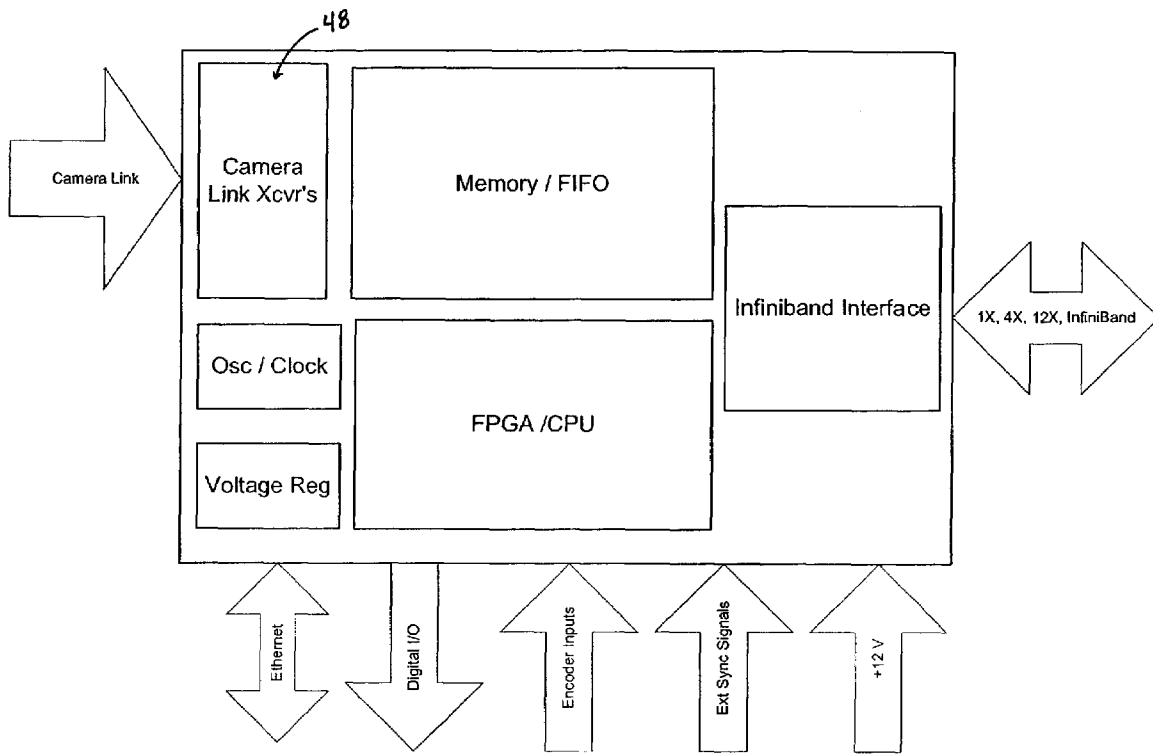 48
Camera Link
Camera
Link Xcvr's
Memory / FIFO
Infiniband Interface
1X, 4X, 12X, InfiniBand
Osc / Clock
FPGA /CPU
Voltage Reg
Ethernet
Digital I/O
Encoder Inputs
Ext Sync Signals
+12 V